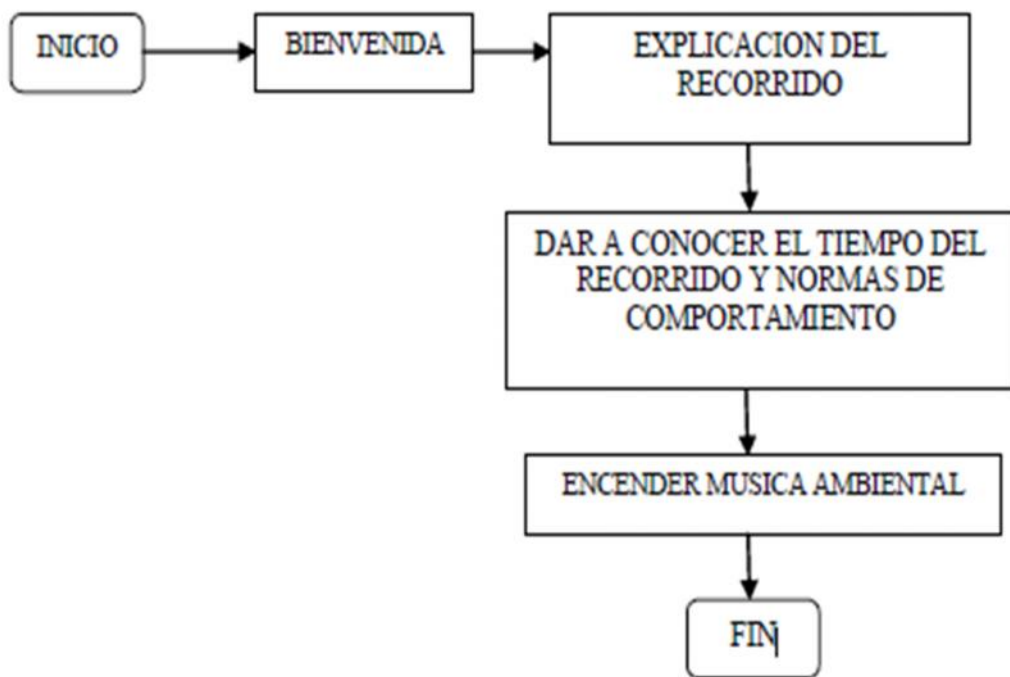 INICIO
BIENVENIDA
EXPLICACION DEL
RECORRIDO
DAR A CONOCER EL TIEMPO DEL
RECORRIDO Y NORMAS DE
COMPORTAMIENTO
ENCENDER MUSICA AMBIENTAL
FIN